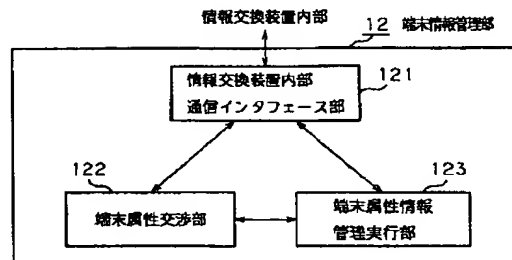 情報交換装置内部
12 端末情報管理部
情報交換装置内部
通信インタフェース部
121
122
123
端末属性交渉部
端末属性情報
管理実行部